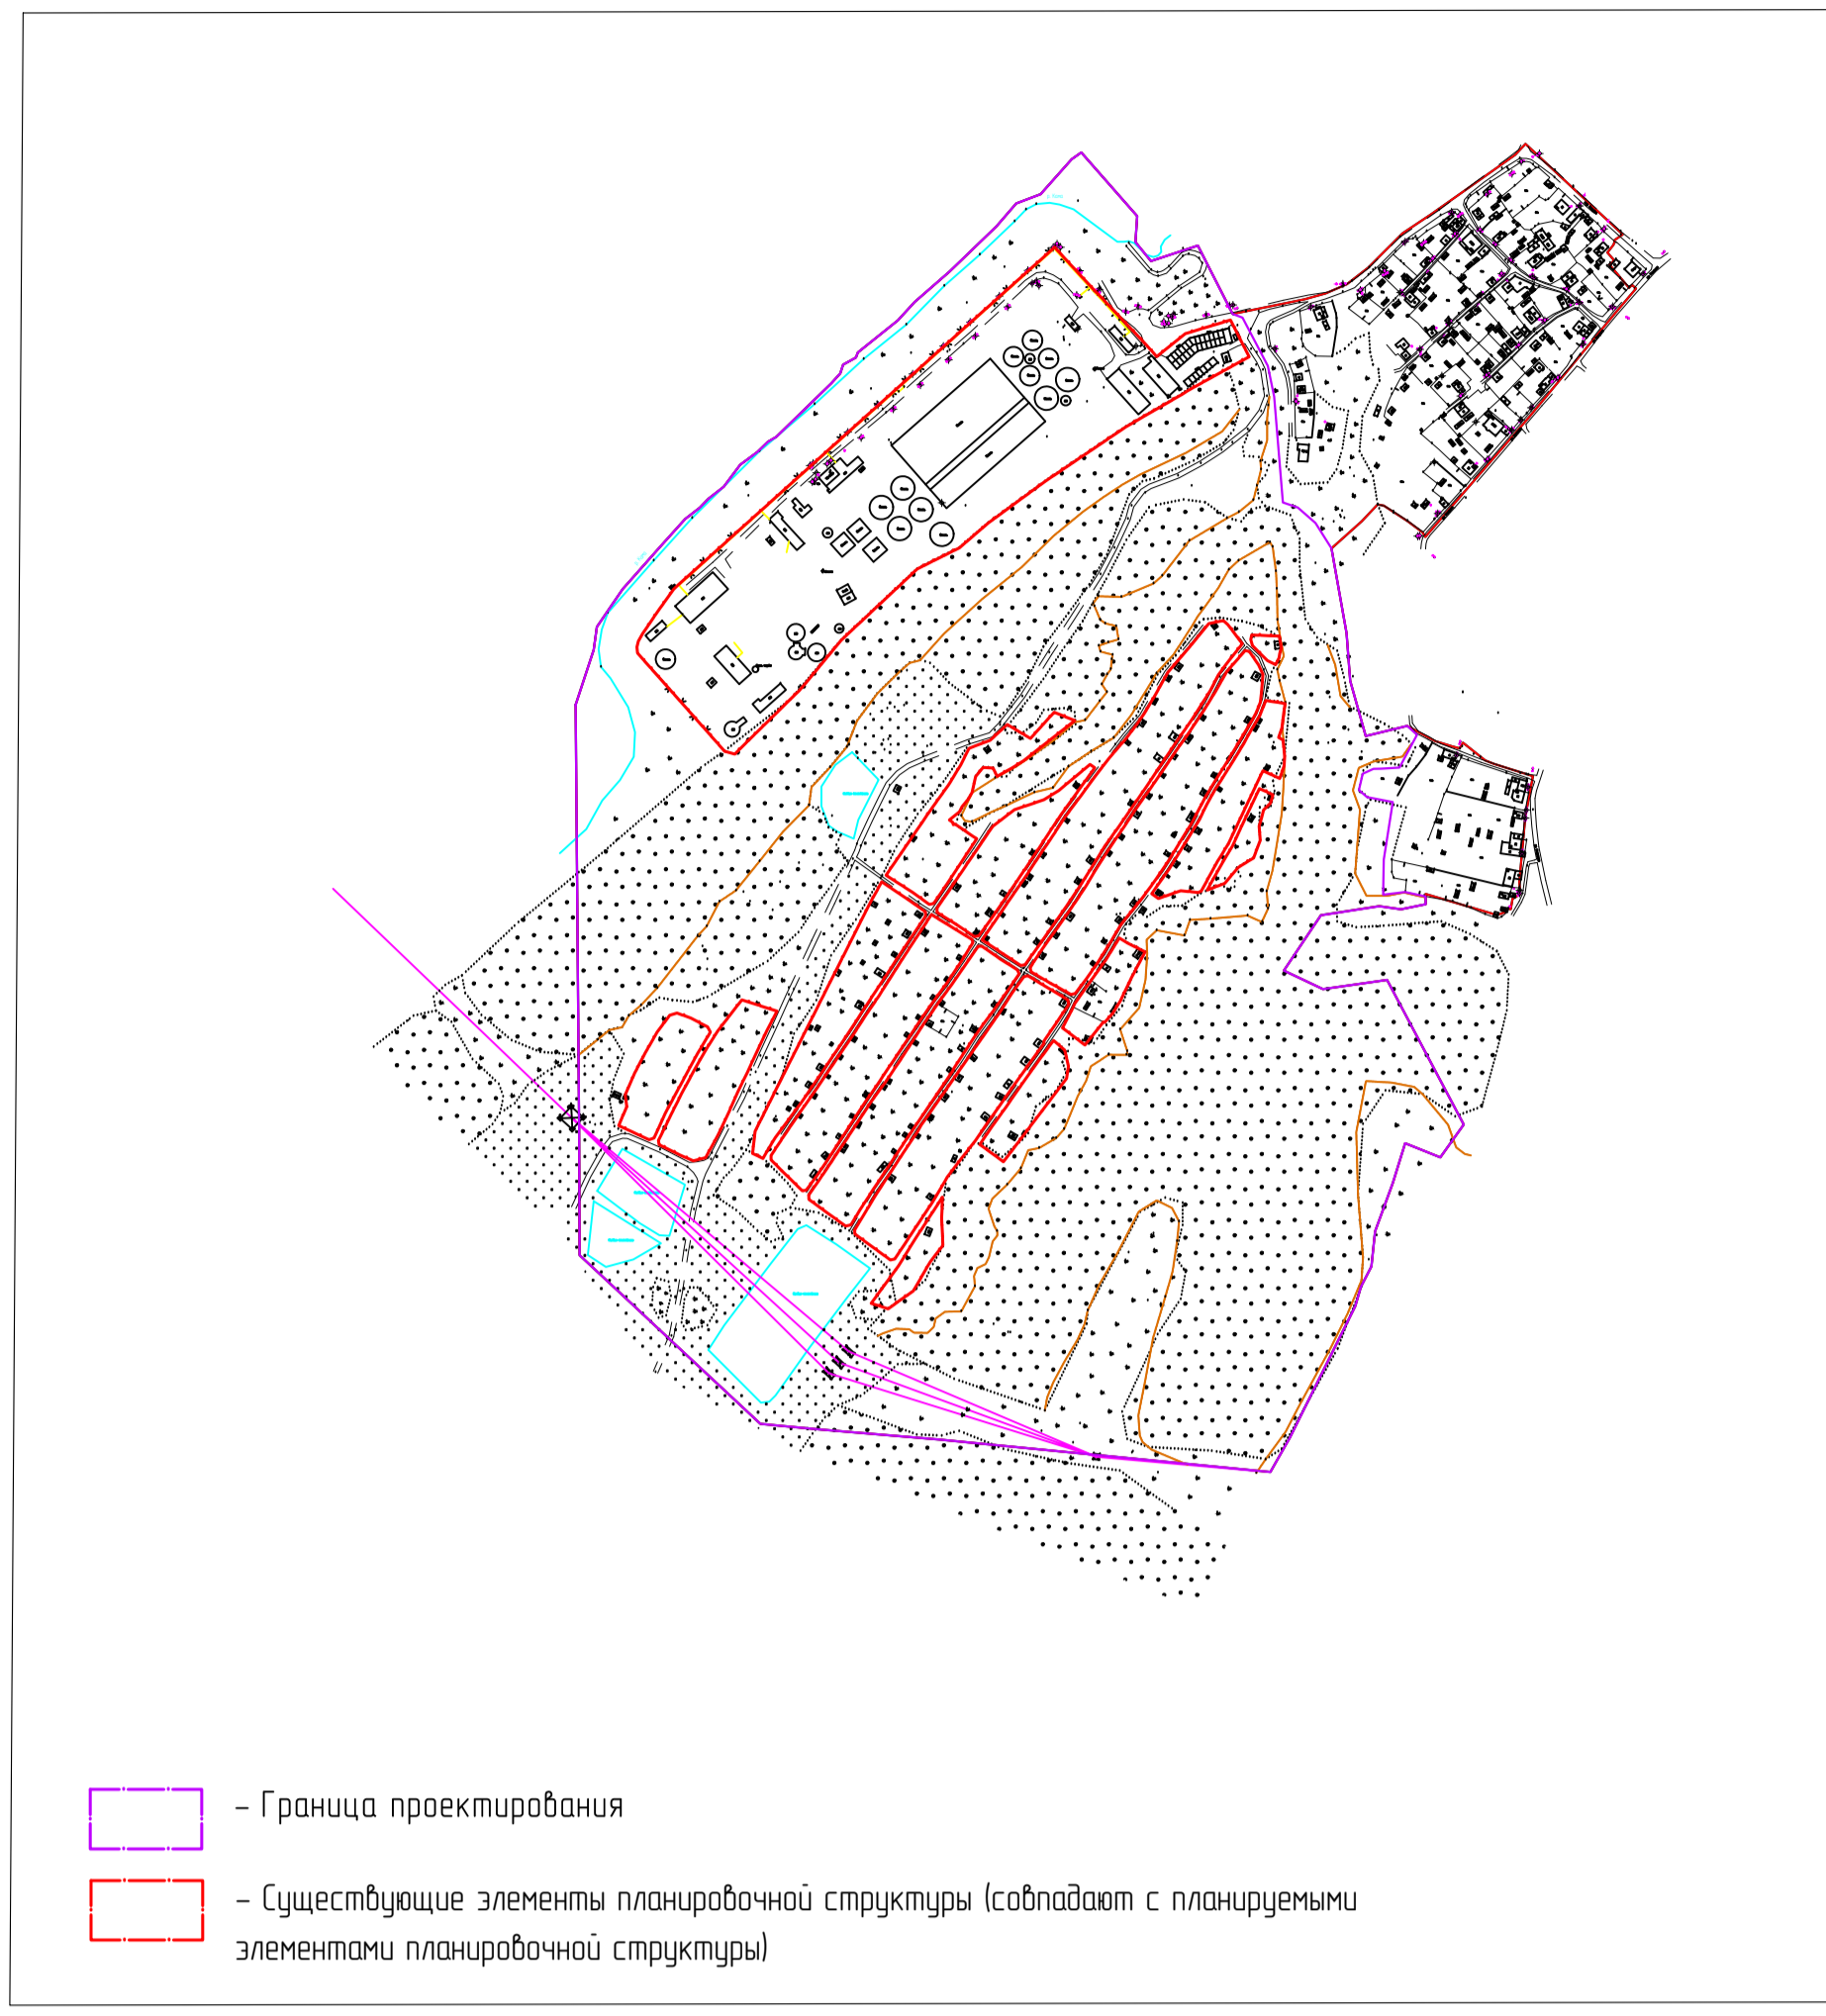 – Граница проектирования
– Существующие элементы планировочной структуры (совпадают с планируемыми
элементами планировочной структуры)